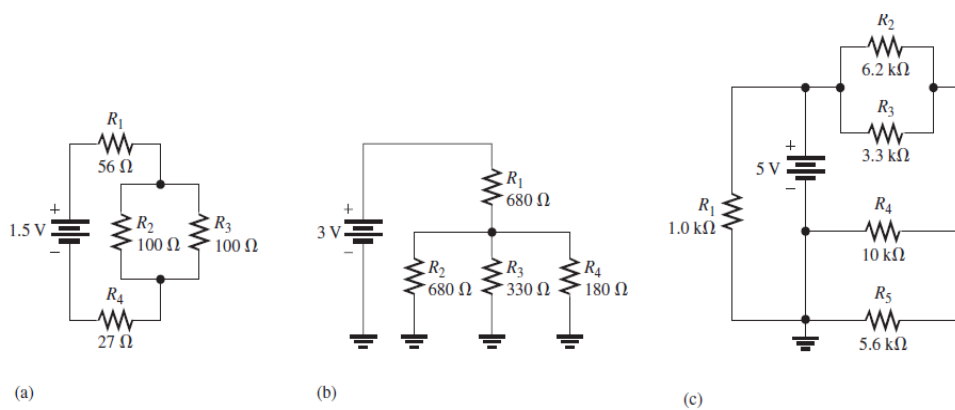 R1
56 Ω
+
1.5 V
−
R2
100 Ω
R3
100 Ω
R4
27 Ω
(a)
+
3 V
−
R1
680 Ω
R2
680 Ω
R3
330 Ω
R4
180 Ω
(b)
R2
6.2 kΩ
R3
3.3 kΩ
+
5 V
−
R1
1.0 kΩ
R4
10 kΩ
R5
5.6 kΩ
(c)